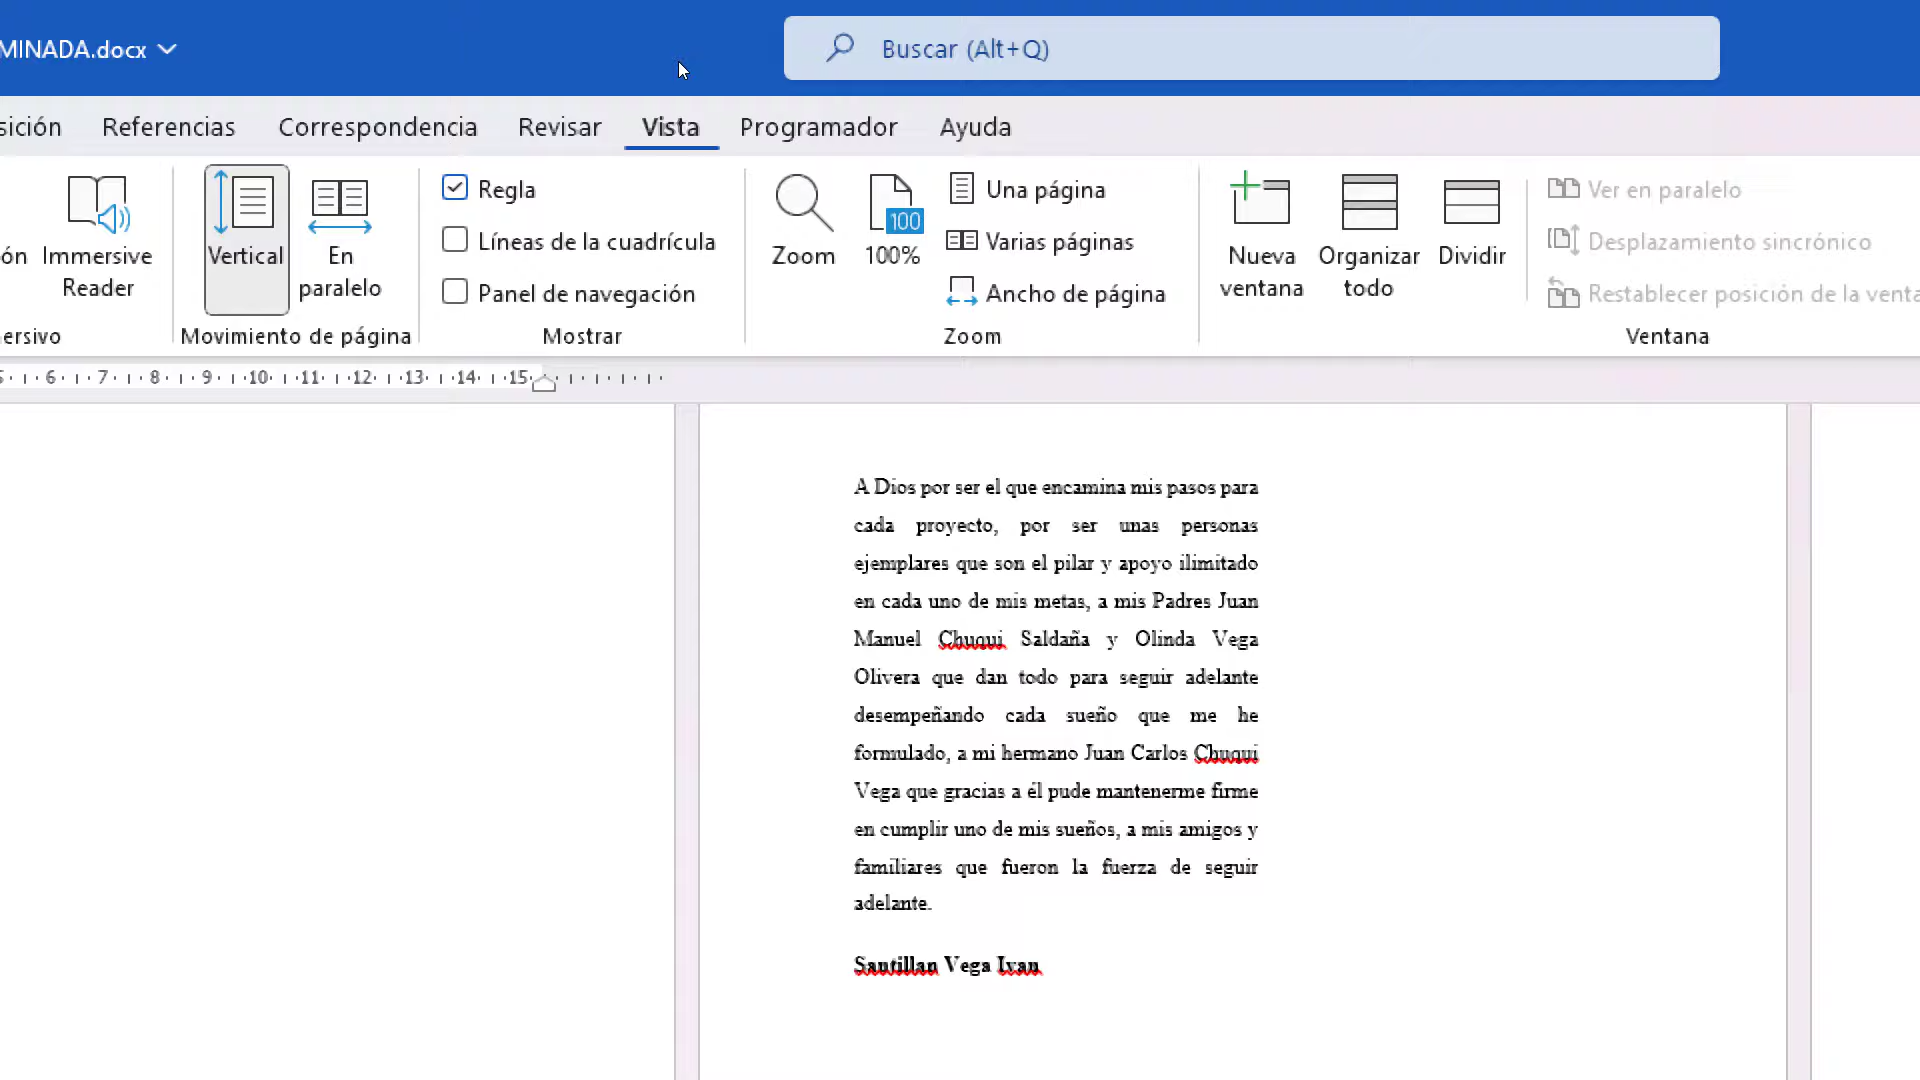 MINADA.docx
Buscar (Alt+Q)
sición Referencias Correspondencia Revisar Vista Programador Ayuda
ón
Immersive Reader
Vertical
En paralelo
Regla
Líneas de la cuadrícula
Panel de navegación
Zoom
100
100%
Una página
Varias páginas
Ancho de página
Nueva ventana
Organizar todo
Dividir
Ver en paralelo
Desplazamiento sincrónico
Restablecer posición de la venta
ersivo
Movimiento de página
Mostrar
Zoom
Ventana
5 6 7 8 9 10 11 12 13 14 15
A Dios por ser el que encamina mis pasos para
cada proyecto, por ser unas personas
ejemplares que son el pilar y apoyo ilimitado
en cada uno de mis metas, a mis Padres Juan
Manuel Chuqui Saldaña y Olinda Vega
Olivera que dan todo para seguir adelante
desempeñando cada sueño que me he
formulado, a mi hermano Juan Carlos Chuqui
Vega que gracias a él pude mantenerme firme
en cumplir uno de mis sueños, a mis amigos y
familiares que fueron la fuerza de seguir
adelante.
Santillan Vega Ivan